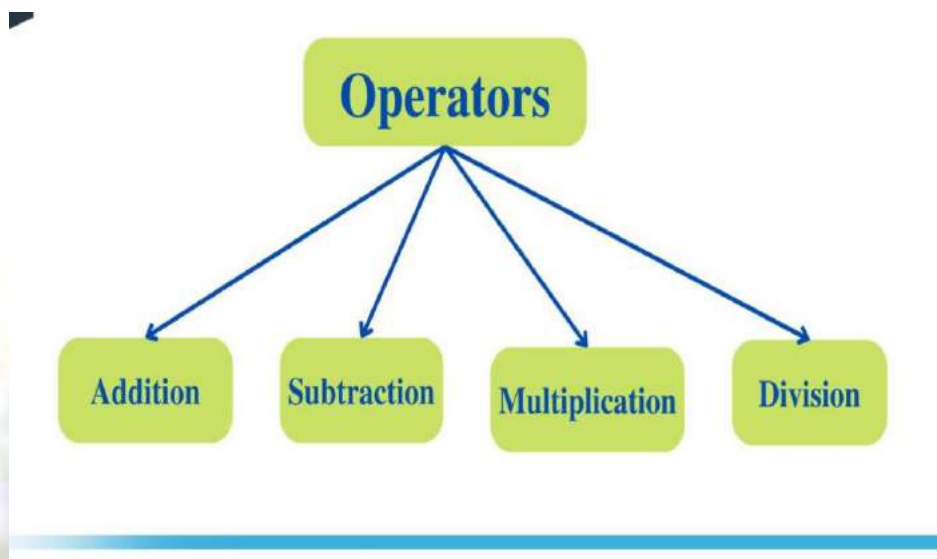 Operators
Addition
Subtraction
Multiplication
Division